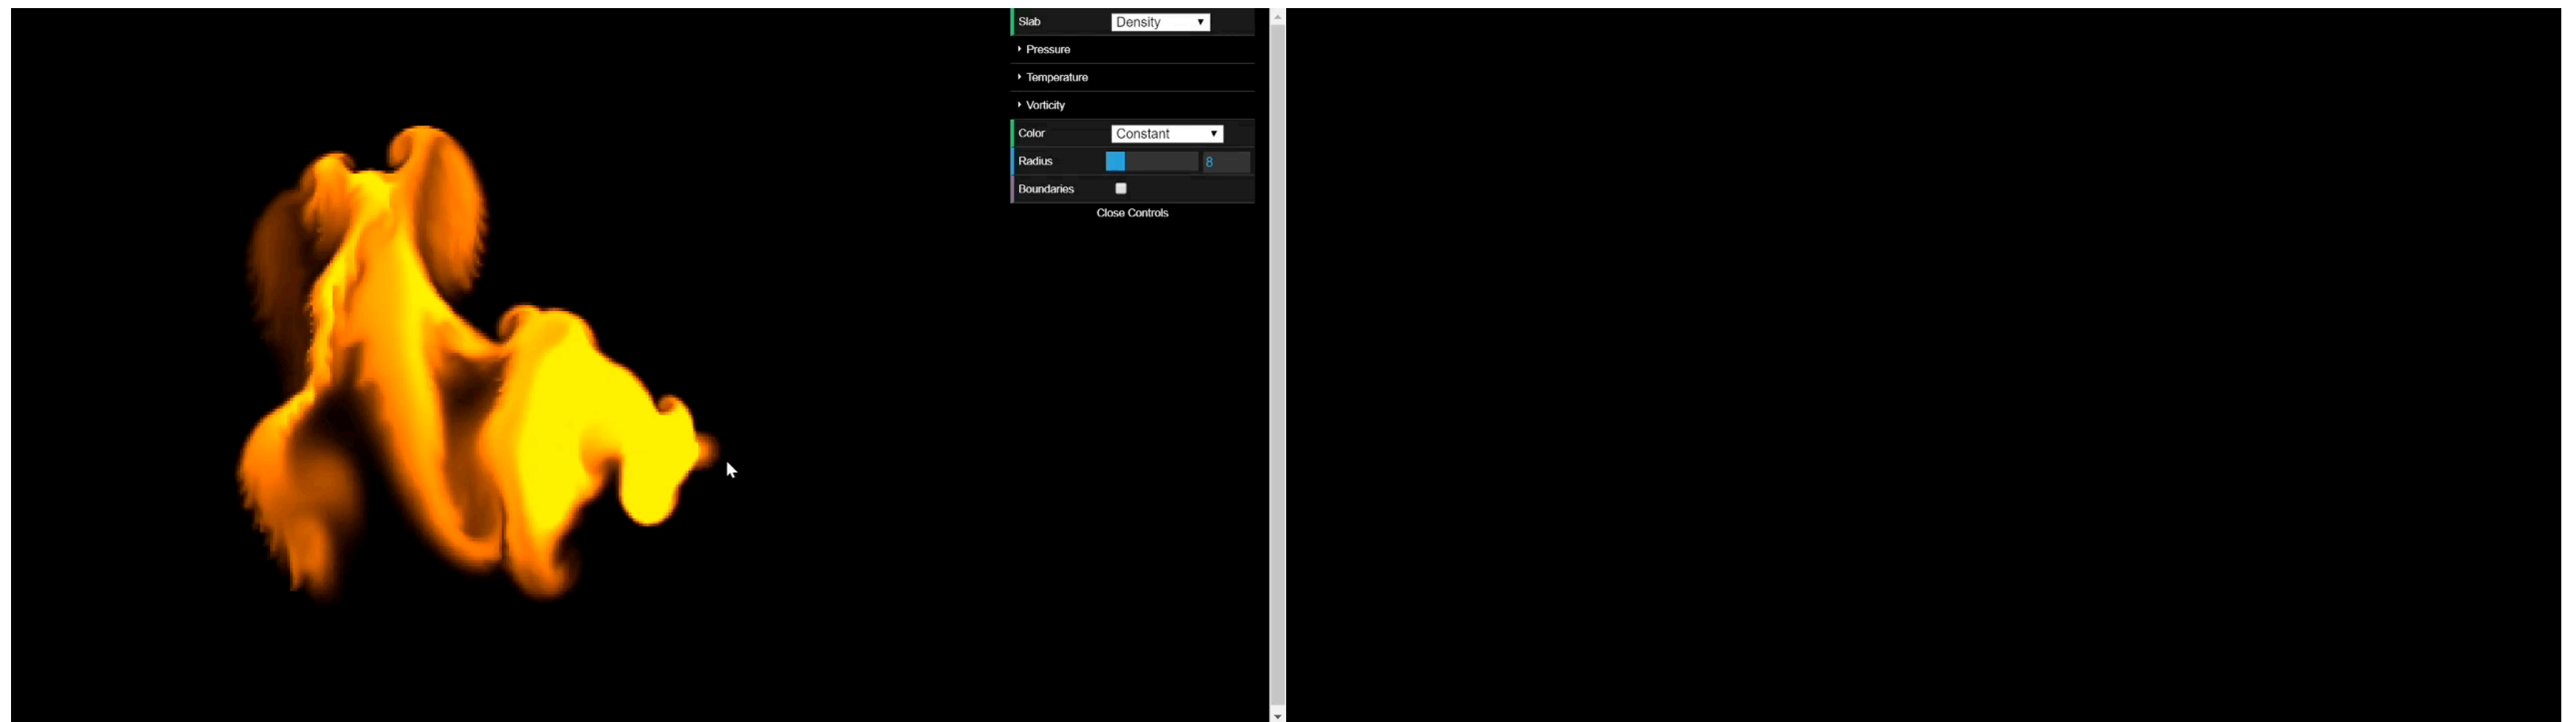 Slab Density
Pressure
Temperature
Vorticity
Color Constant
Radius 8
Boundaries
Close Controls